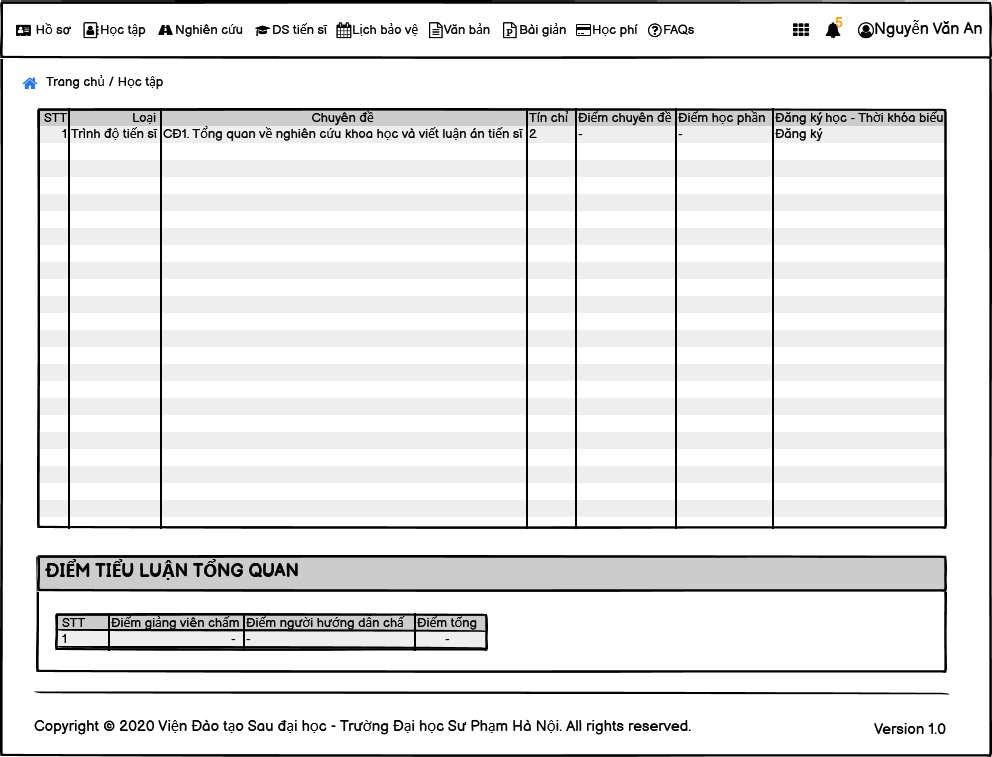 Hồ sơ Học tập Nghiên cứu DS tiến sĩ Lịch bảo vệ Văn bản Bài giản Học phí FAQs 5 Nguyễn Văn An
Trang chủ / Học tập
STT Loại Chuyên đề Tín chỉ Điểm chuyên đề Điểm học phần Đăng ký học - Thời khóa biểu
1 Trình độ tiến sĩ CĐ1. Tổng quan về nghiên cứu khoa học và viết luận án tiến sĩ 2 - - Đăng ký
ĐIỂM TIỂU LUẬN TỔNG QUAN
STT Điểm giảng viên chấm Điểm người hướng dẫn chấ Điểm tổng
1 - - -
Copyright © 2020 Viện Đào tạo Sau đại học - Trường Đại học Sư Phạm Hà Nội. All rights reserved.
Version 1.0